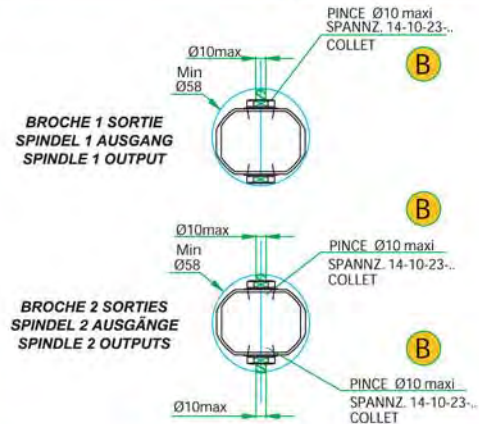 PINCE Ø10 maxi
SPANNZ. 14-10-23-..
COLLET
B
Ø10max
Min
Ø58
BROCHE 1 SORTIE
SPINDEL 1 AUSGANG
SPINDLE 1 OUTPUT
B
Ø10max
Min
Ø58
PINCE Ø10 maxi
SPANNZ. 14-10-23-..
COLLET
BROCHE 2 SORTIES
SPINDEL 2 AUSGÄNGE
SPINDLE 2 OUTPUTS
B
PINCE Ø10 maxi
SPANNZ. 14-10-23-..
COLLET
Ø10max